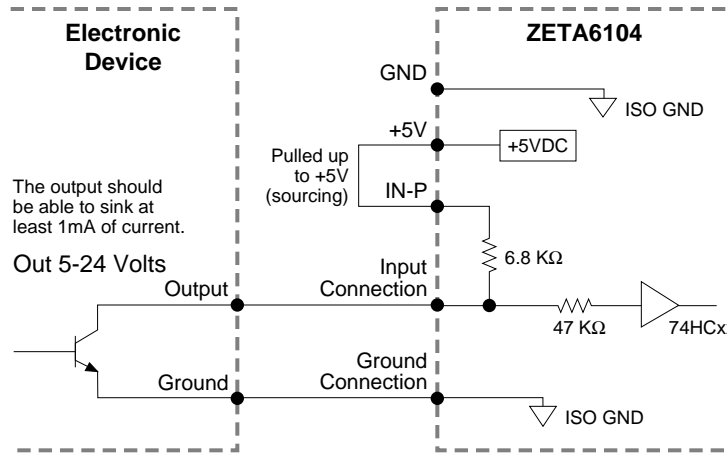 Electronic
Device
ZETA6104
GND
ISO GND
+5V
+5VDC
Pulled up
to +5V
(sourcing)
IN-P
The output should
be able to sink at
least 1mA of current.
Out 5-24 Volts
6.8 KΩ
Output
Input
Connection
47 KΩ
74HCxx
Ground
Ground
Connection
ISO GND